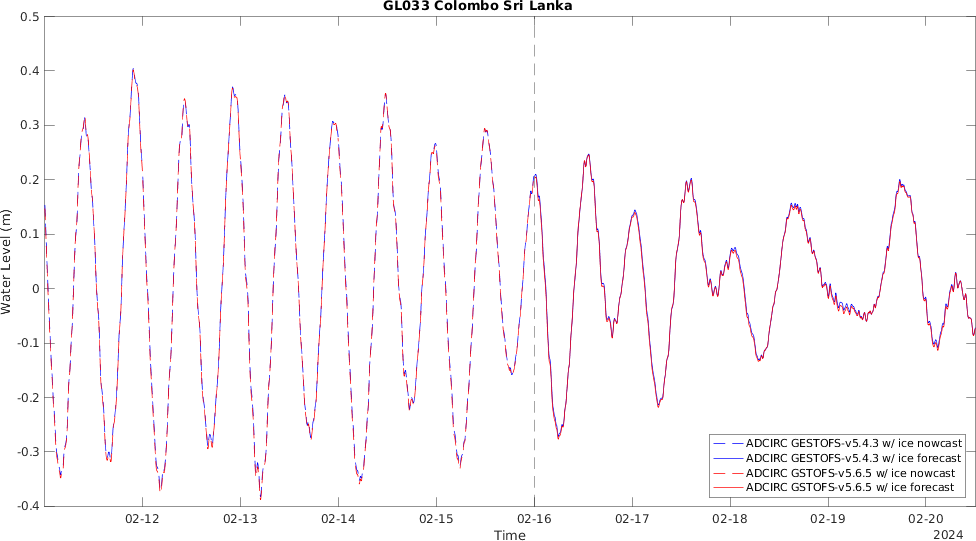 GL033 Colombo Sri Lanka
0.5
0.4
0.3
0.2
0.1
0
-0.1
-0.2
-0.3
-0.4
Water Level (m)
ADCIRC GESTOFS-v5.4.3 w/ ice nowcast
ADCIRC GESTOFS-v5.4.3 w/ ice forecast
ADCIRC GSTOFS-v5.6.5 w/ ice nowcast
ADCIRC GSTOFS-v5.6.5 w/ ice forecast
02-12 02-13 02-14 02-15 02-16 02-17 02-18 02-19 02-20
Time
2024